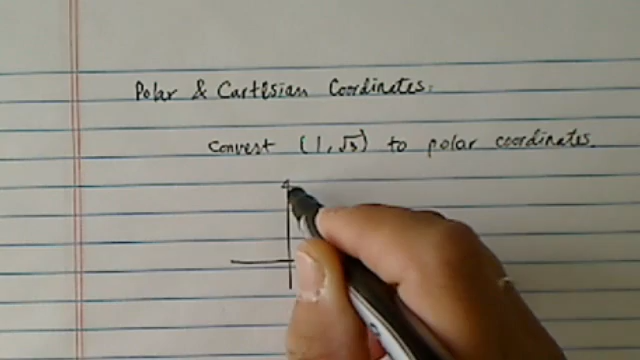 Polar & Cartesian Coordinates:
Convert (1, √3) to polar coordinates.